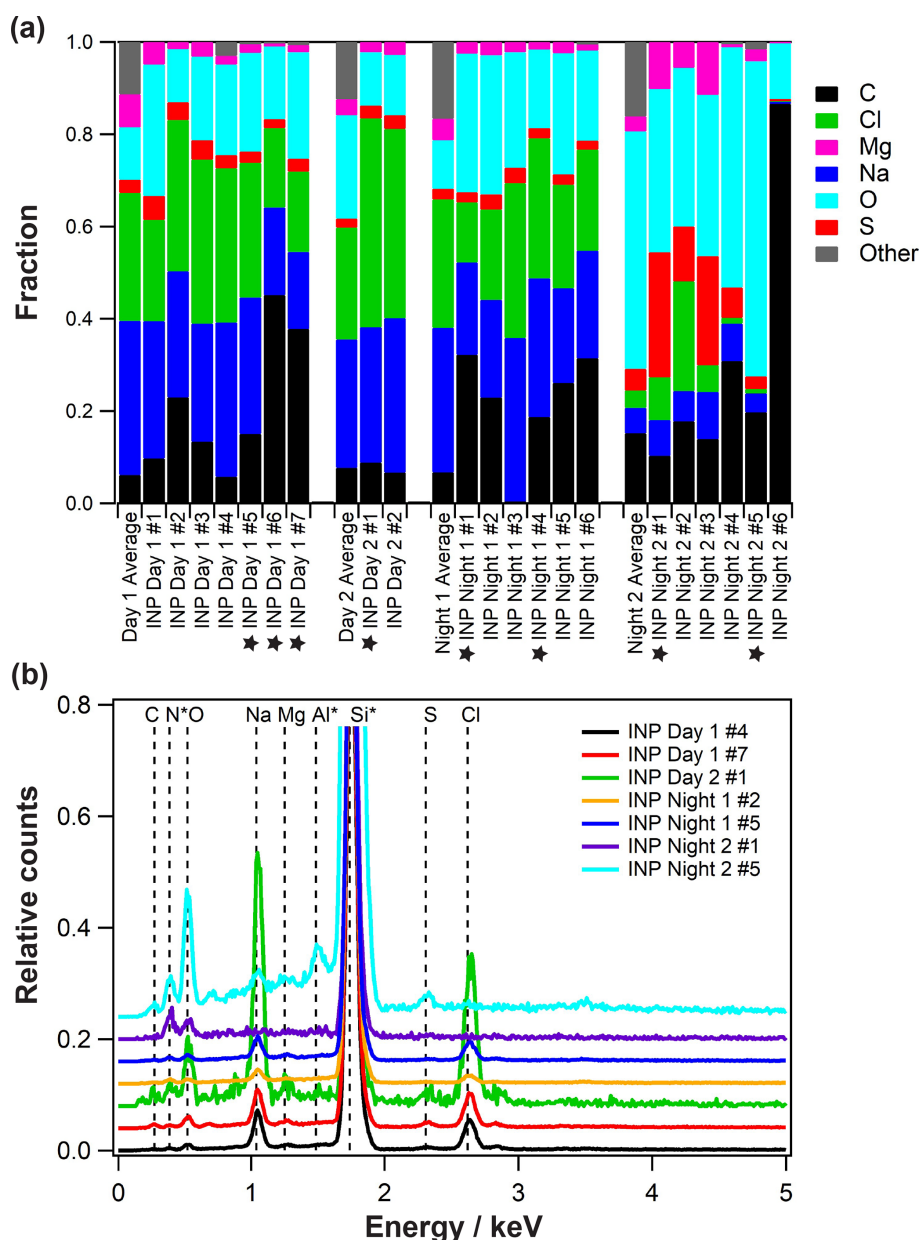 (a)
1.0
0.8
0.6
0.4
0.2
0.0
Fraction
C
Cl
Mg
Na
O
S
Other
Day 1 Average
INP Day 1 #1
INP Day 1 #2
INP Day 1 #3
INP Day 1 #4
★ INP Day 1 #5
★ INP Day 1 #6
★ INP Day 1 #7
Day 2 Average
★ INP Day 2 #1
INP Day 2 #2
Night 1 Average
★ INP Night 1 #1
INP Night 1 #2
INP Night 1 #3
★ INP Night 1 #4
INP Night 1 #5
INP Night 1 #6
Night 2 Average
★ INP Night 2 #1
INP Night 2 #2
INP Night 2 #3
INP Night 2 #4
★ INP Night 2 #5
INP Night 2 #6
(b)
0.8
0.6
0.4
0.2
0.0
Relative counts
C N* O Na Mg Al* Si* S Cl
INP Day 1 #4
INP Day 1 #7
INP Day 2 #1
INP Night 1 #2
INP Night 1 #5
INP Night 2 #1
INP Night 2 #5
0 1 2 3 4 5
Energy / keV